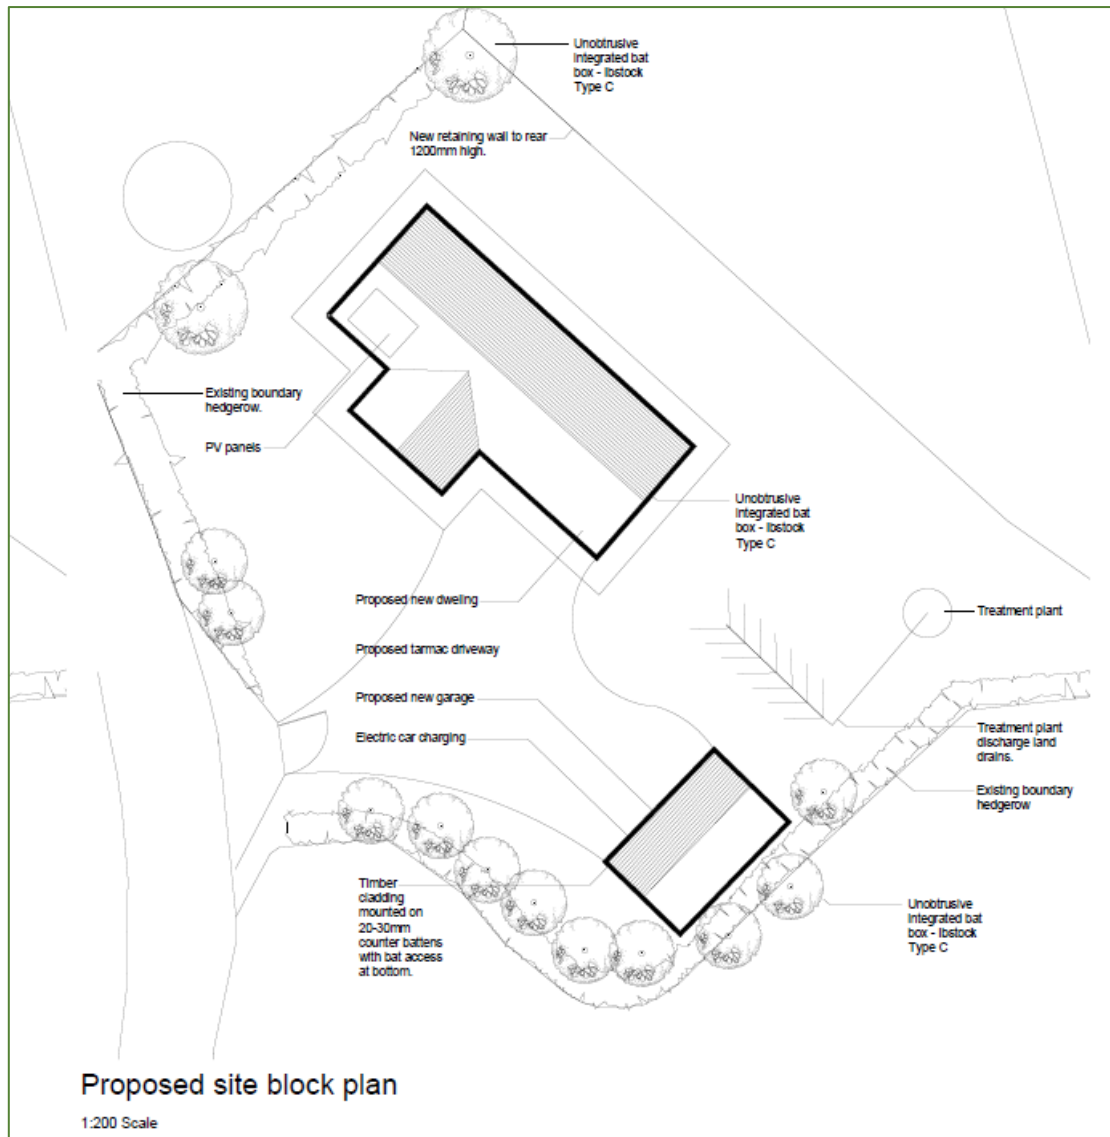 Unobtrusive
integrated bat
box - Ibstock
Type C
New retaining wall to rear
1200mm high.
Existing boundary
hedgerow.
PV panels
Unobtrusive
integrated bat
box - Ibstock
Type C
Proposed new dweling
Treatment plant
Proposed tarmac driveway
Proposed new garage
Electric car charging
Treatment plant
discharge land
drains.
Existing boundary
hedgerow
Timber
cladding
mounted on
20-30mm
counter battens
with bat access
at bottom.
Unobtrusive
integrated bat
box - Ibstock
Type C
Proposed site block plan
1:200 Scale